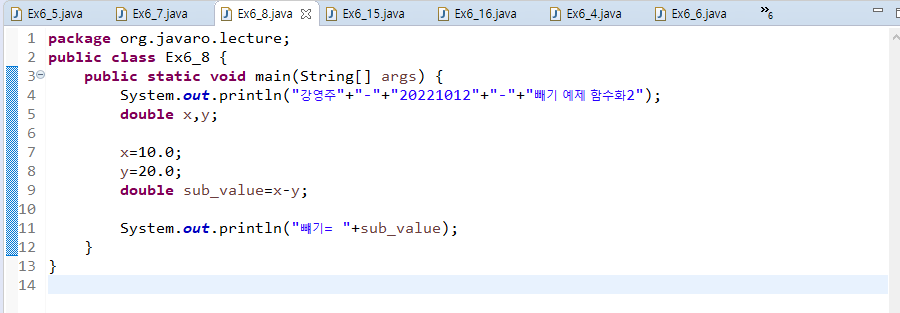 Ex6_5.java Ex6_7.java Ex6_8.java Ex6_15.java Ex6_16.java Ex6_4.java Ex6_6.java »6
1 package org.javaro.lecture;
2 public class Ex6_8 {
3 public static void main(String[] args) {
4 System.out.println("강영주"+"-"+"20221012"+"-"+"빼기 예제 함수화2");
5 double x,y;
6
7 x=10.0;
8 y=20.0;
9 double sub_value=x-y;
10
11 System.out.println("빼기= "+sub_value);
12 }
13 }
14